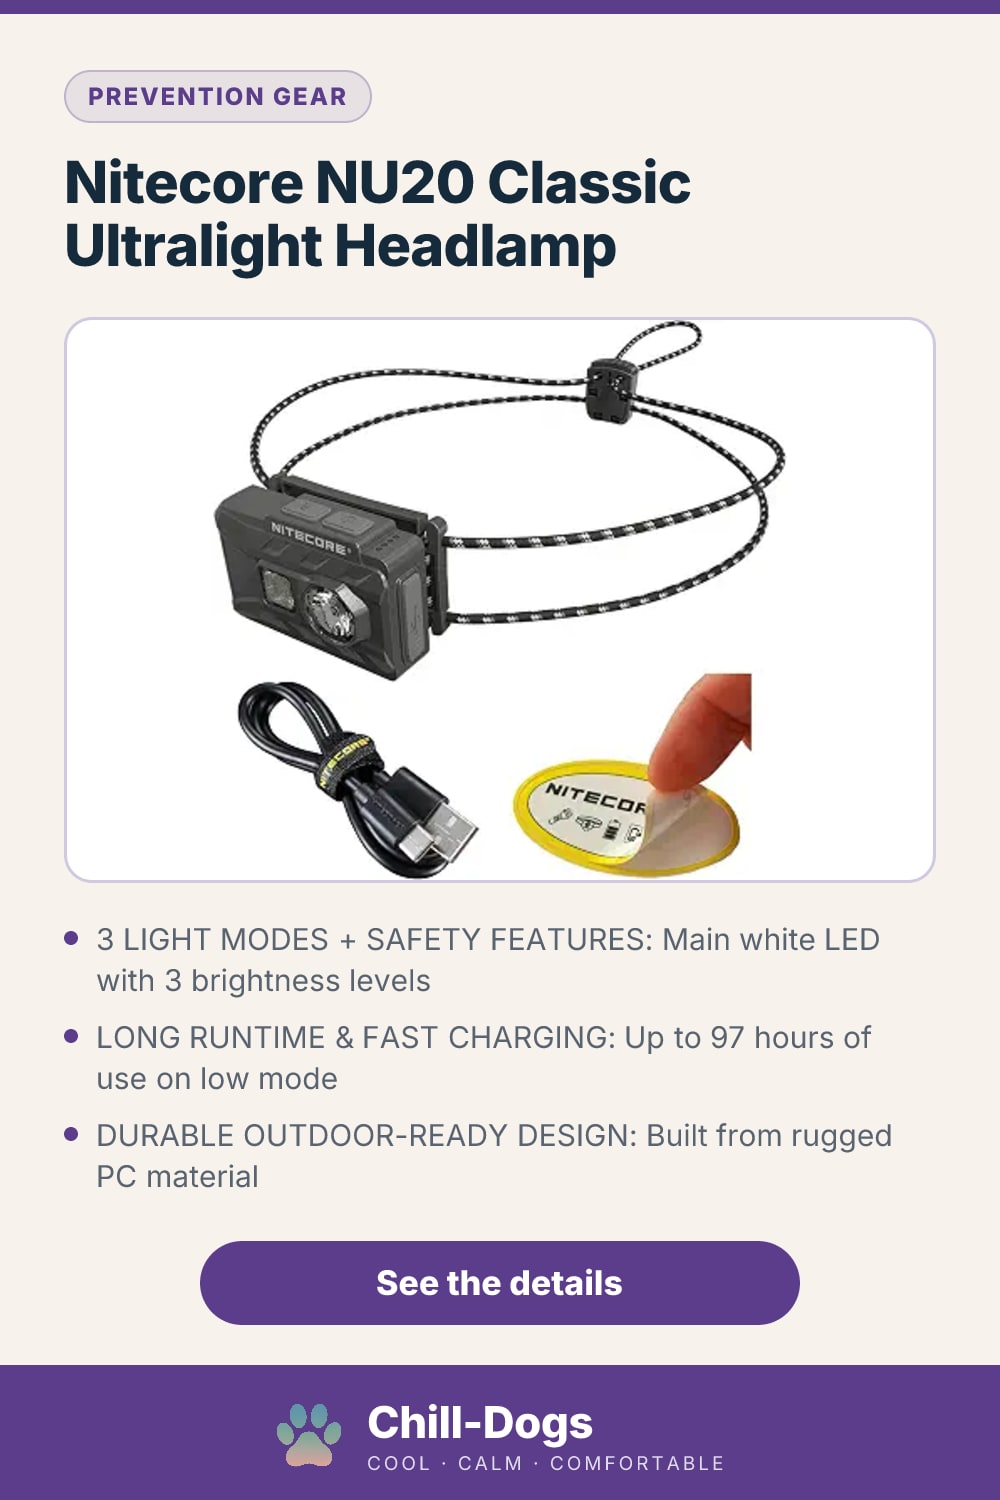 PREVENTION GEAR
Nitecore NU20 Classic
Ultralight Headlamp
NITECORE
NITECORE
NITECOR
3 LIGHT MODES + SAFETY FEATURES: Main white LED
with 3 brightness levels
LONG RUNTIME & FAST CHARGING: Up to 97 hours of
use on low mode
DURABLE OUTDOOR-READY DESIGN: Built from rugged
PC material
See the details
Chill-Dogs
COOL · CALM · COMFORTABLE